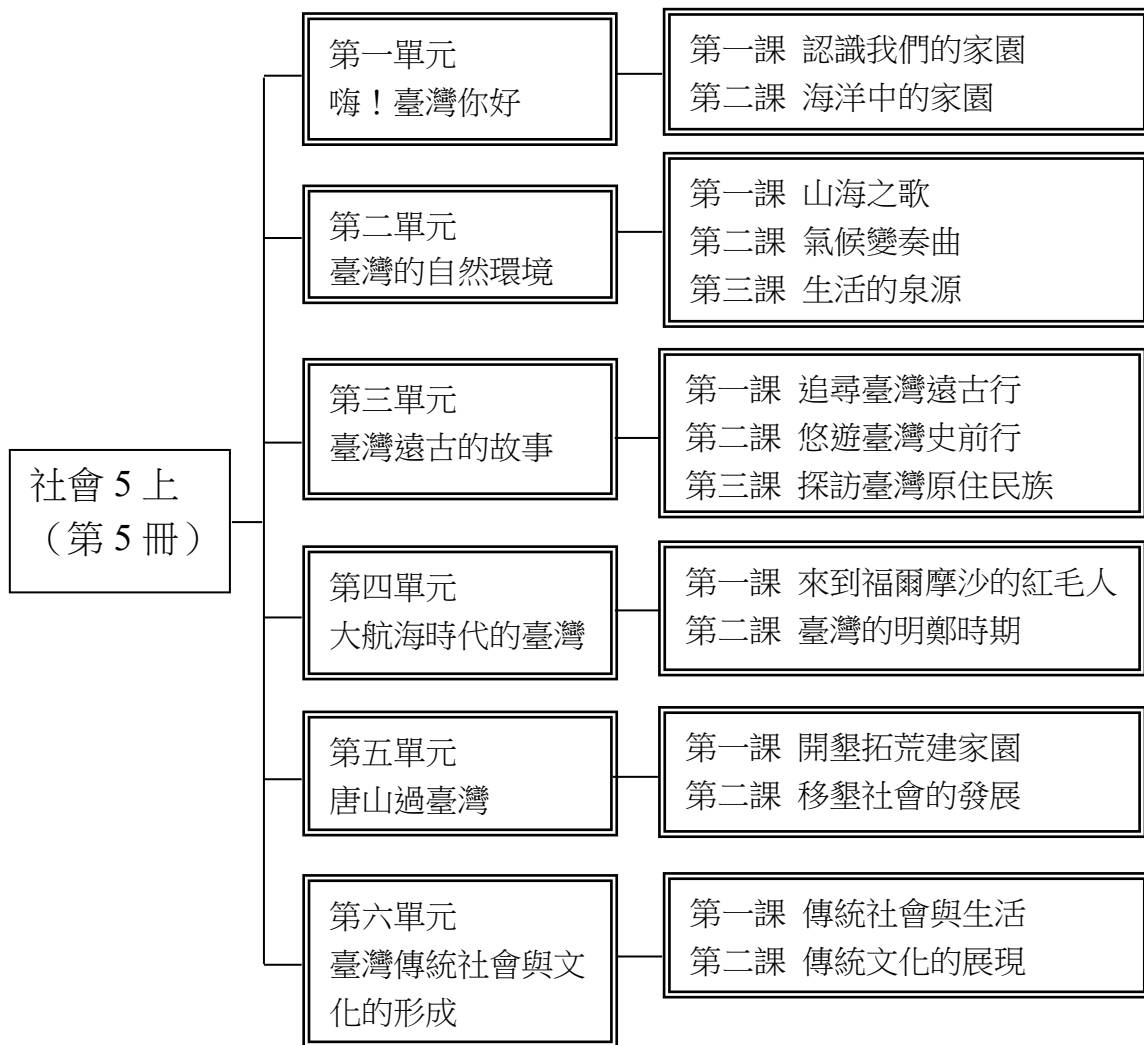 社會 5 上
（第 5 冊）
第一單元
嗨！臺灣你好
第一課 認識我們的家園
第二課 海洋中的家園
第二單元
臺灣的自然環境
第一課 山海之歌
第二課 氣候變奏曲
第三課 生活的泉源
第三單元
臺灣遠古的故事
第一課 追尋臺灣遠古行
第二課 悠遊臺灣史前行
第三課 探訪臺灣原住民族
第四單元
大航海時代的臺灣
第一課 來到福爾摩沙的紅毛人
第二課 臺灣的明鄭時期
第五單元
唐山過臺灣
第一課 開墾拓荒建家園
第二課 移墾社會的發展
第六單元
臺灣傳統社會與文
化的形成
第一課 傳統社會與生活
第二課 傳統文化的展現